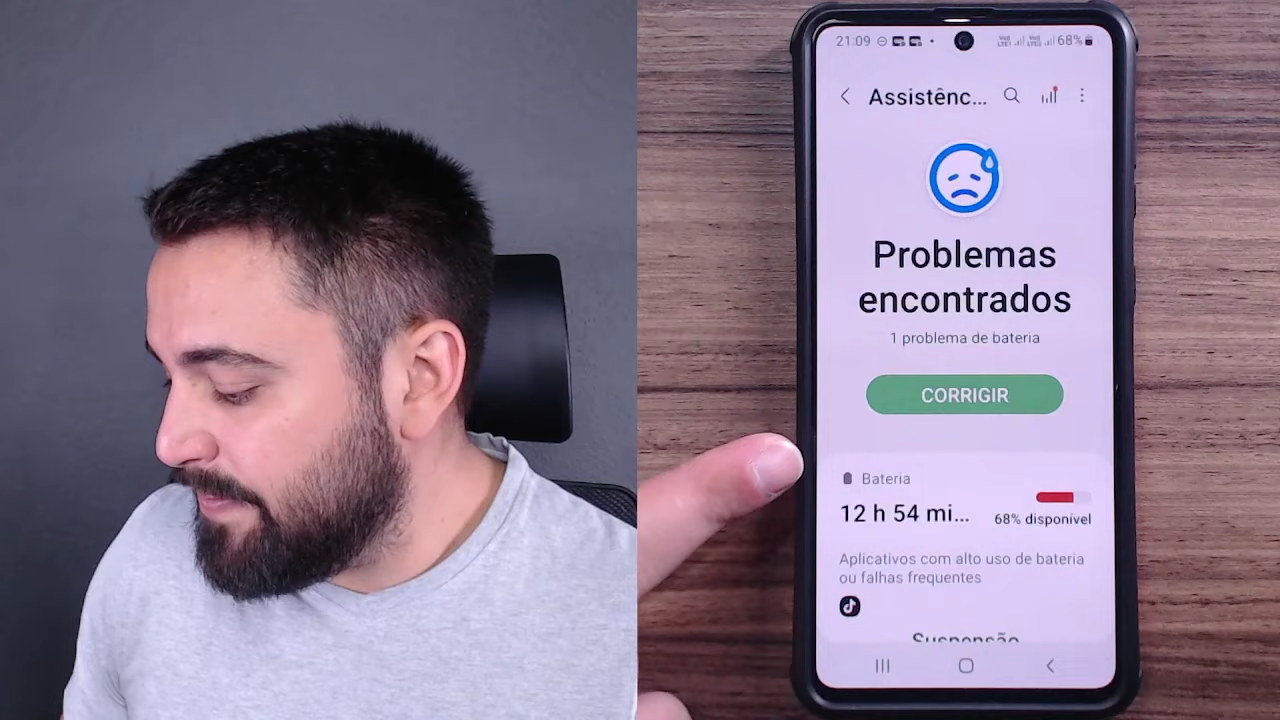 21:09
68%
Assistênc...
Problemas
encontrados
1 problema de bateria
CORRIGIR
Bateria
12 h 54 mi...
68% disponível
Aplicativos com alto uso de bateria
ou falhas frequentes
Suspensão